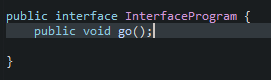 public interface InterfaceProgram {
    public void go();
}